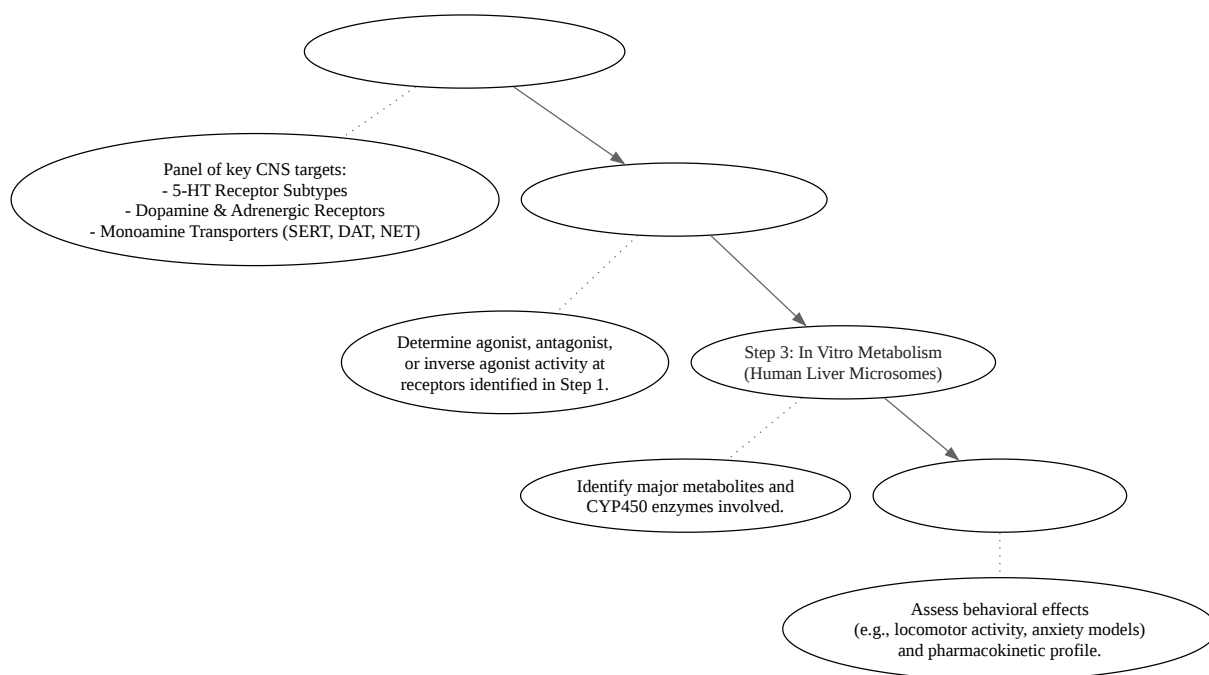 Panel of key CNS targets:
- 5-HT Receptor Subtypes
- Dopamine & Adrenergic Receptors
- Monoamine Transporters (SERT, DAT, NET)
Determine agonist, antagonist,
or inverse agonist activity at
receptors identified in Step 1.
Step 3: In Vitro Metabolism
(Human Liver Microsomes)
Identify major metabolites and
CYP450 enzymes involved.
Assess behavioral effects
(e.g., locomotor activity, anxiety models)
and pharmacokinetic profile.